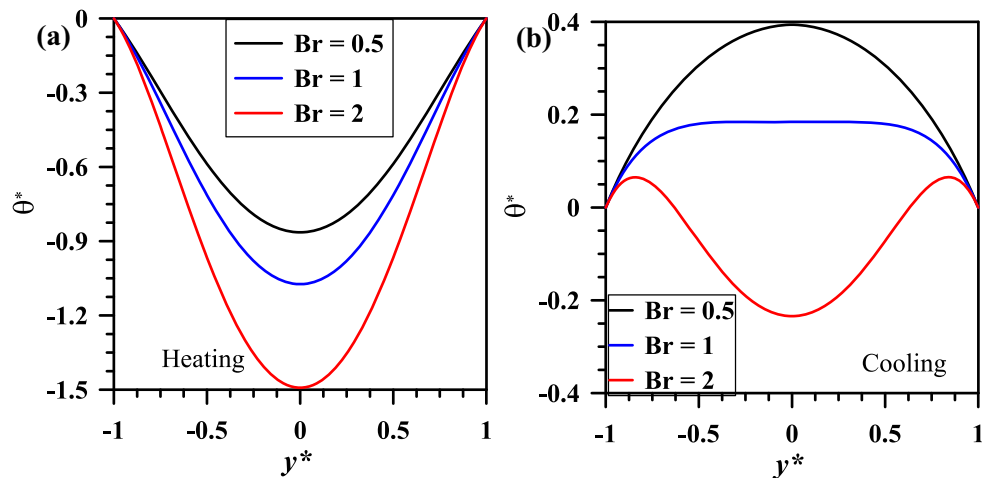 (a)
Br = 0.5
Br = 1
Br = 2
0
-0.3
-0.6
-0.9
-1.2
-1.5
θ*
Heating
-1 -0.5 0 0.5 1
y*
(b)
0.4
0.2
0
-0.2
-0.4
θ*
Br = 0.5
Br = 1
Br = 2
Cooling
-1 -0.5 0 0.5 1
y*